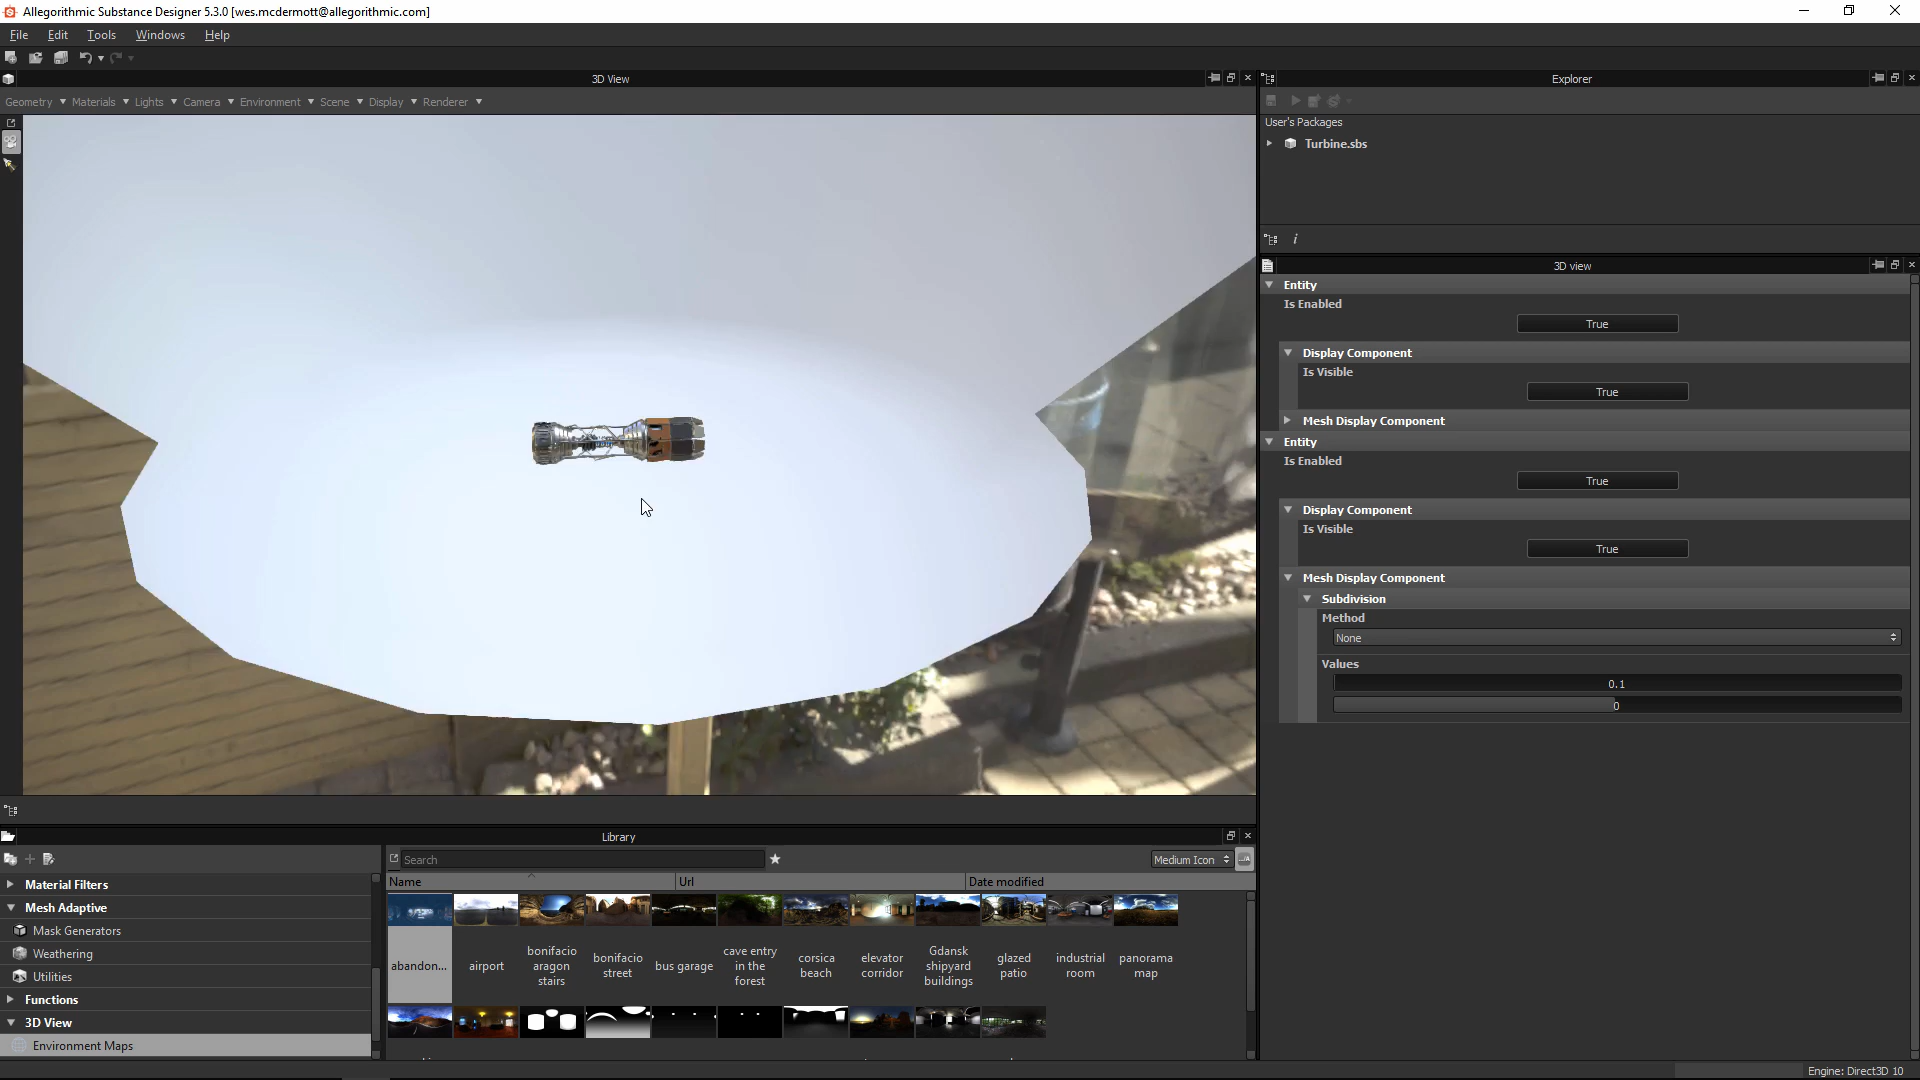 Allegorithmic Substance Designer 5.3.0 [wes.mcdermott@allegorithmic.com]
File Edit Tools Windows Help
3D View
Geometry Materials Lights Camera Environment Scene Display Renderer
Explorer
User's Packages
Turbine.sbs
3D view
Entity
Is Enabled
True
Display Component
Is Visible
True
Mesh Display Component
Entity
Is Enabled
True
Display Component
Is Visible
True
Mesh Display Component
Subdivision
Method
None
Values
0.1
0
Library
Search
Medium Icon
Name Url Date modified
Material Filters
Mesh Adaptive
Mask Generators
Weathering
Utilities
Functions
3D View
Environment Maps
abandon...
airport
bonifacio
aragon
stairs
bonifacio
street
bus garage
cave entry
in the
forest
corsica
beach
elevator
corridor
Gdansk
shipyard
buildings
glazed
patio
industrial
room
panorama
map
Engine: Direct3D 10